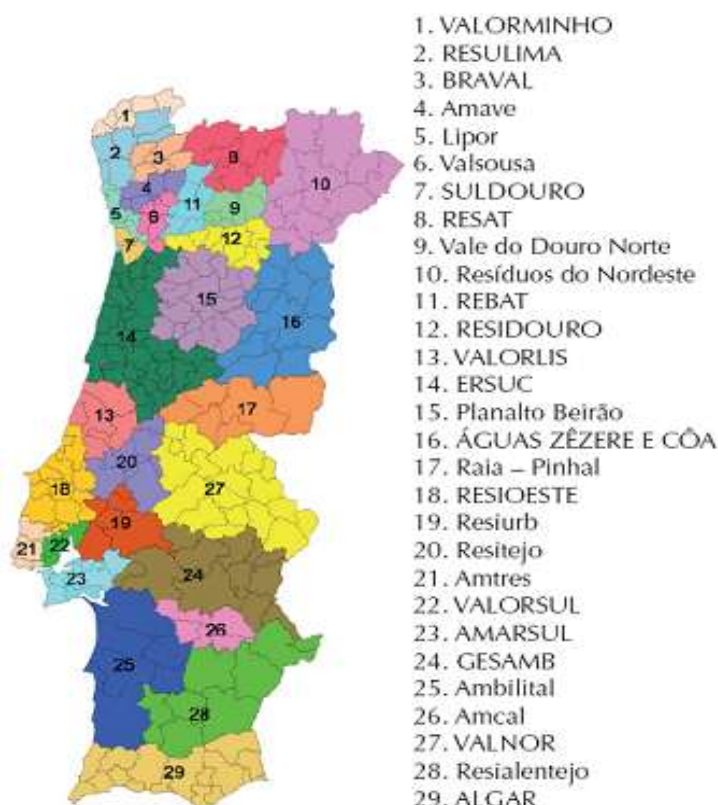 1. VALORMINHO
2. RESULIMA
3. BRAVAL
4. Amave
5. Lipor
6. Valsousa
7. SULDOURO
8. RESAT
9. Vale do Douro Norte
10. Resíduos do Nordeste
11. REBAT
12. RESIDOURO
13. VALORLIS
14. ERSUC
15. Planalto Beirão
16. ÁGUAS ZÊZERE E CÔA
17. Raia – Pinhal
18. RESIOESTE
19. Resiurb
20. Resitejo
21. Amtres
22. VALORSUL
23. AMARSUL
24. GESAMB
25. Ambilital
26. Amcal
27. VALNOR
28. Resialentejo
29. ALGAR
1
2
3
8
10
4
11
9
5
6
7
12
15
16
14
13
17
20
18
27
19
21
22
23
24
26
25
28
29